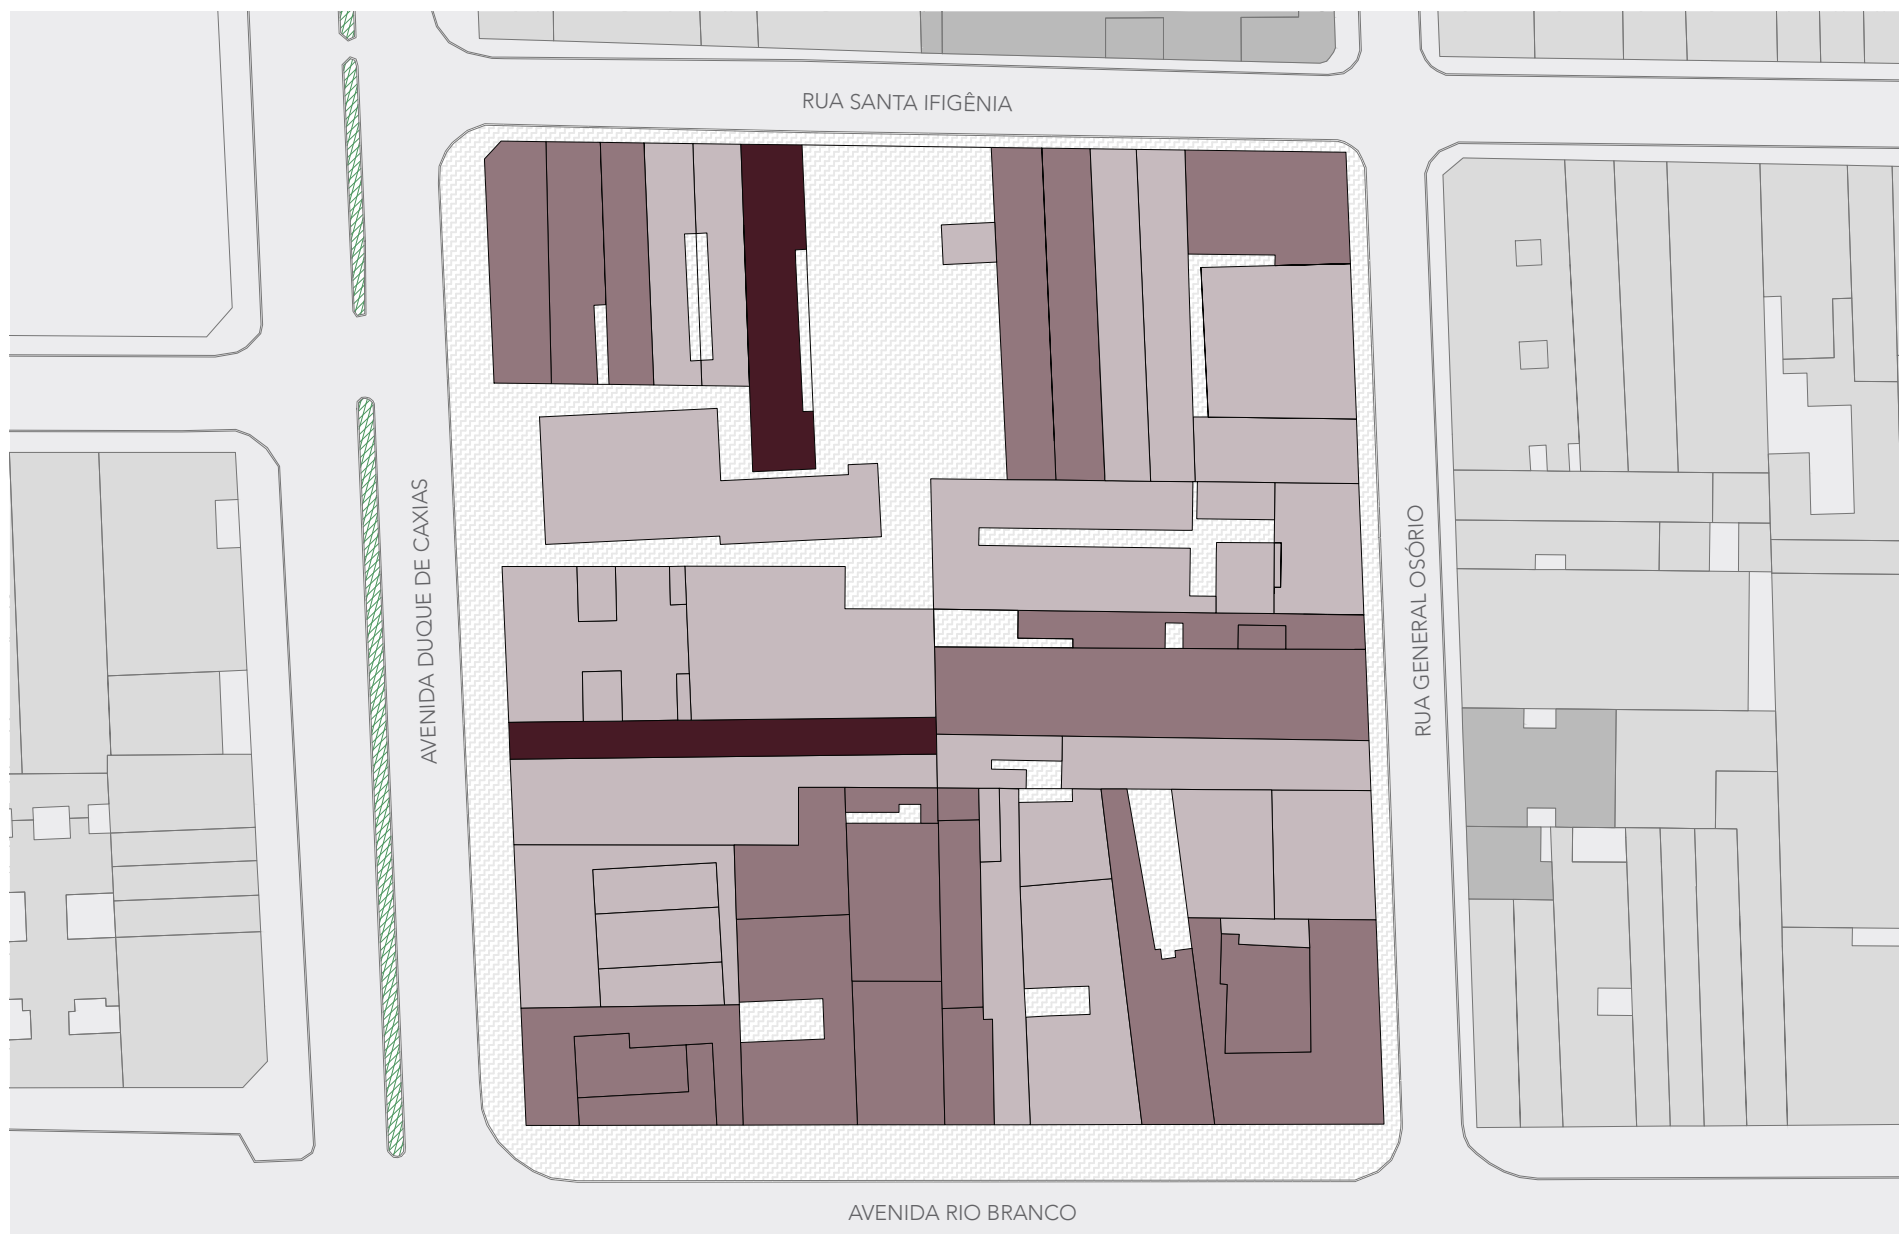 RUA SANTA IFIGÊNIA
AVENIDA DUQUE DE CAXIAS
RUA GENERAL OSÓRIO
AVENIDA RIO BRANCO